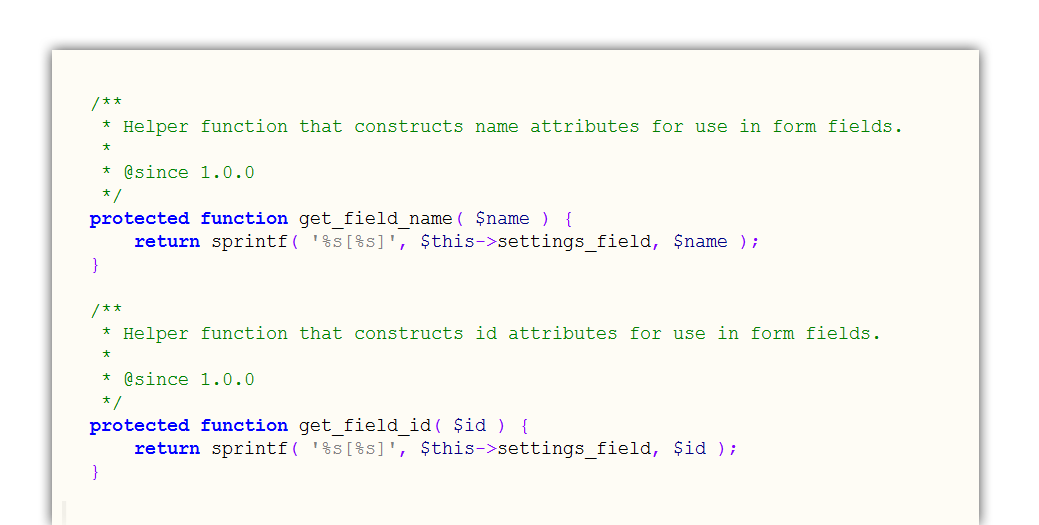 /**
 * Helper function that constructs name attributes for use in form fields.
 *
 * @since 1.0.0
 */
protected function get_field_name( $name ) {
    return sprintf( '%s[%s]', $this->settings_field, $name );
}
/**
 * Helper function that constructs id attributes for use in form fields.
 *
 * @since 1.0.0
 */
protected function get_field_id( $id ) {
    return sprintf( '%s[%s]', $this->settings_field, $id );
}